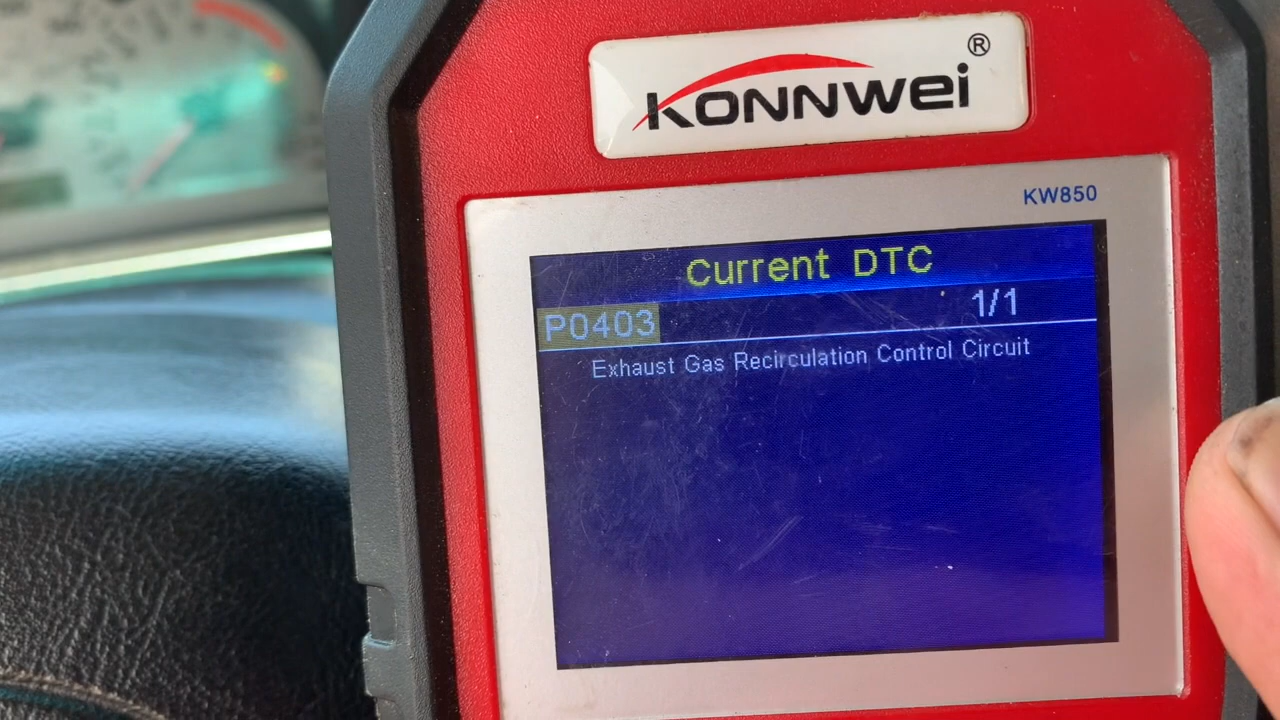 KONNWEI®
KW850
Current DTC
P0403 1/1
Exhaust Gas Recirculation Control Circuit